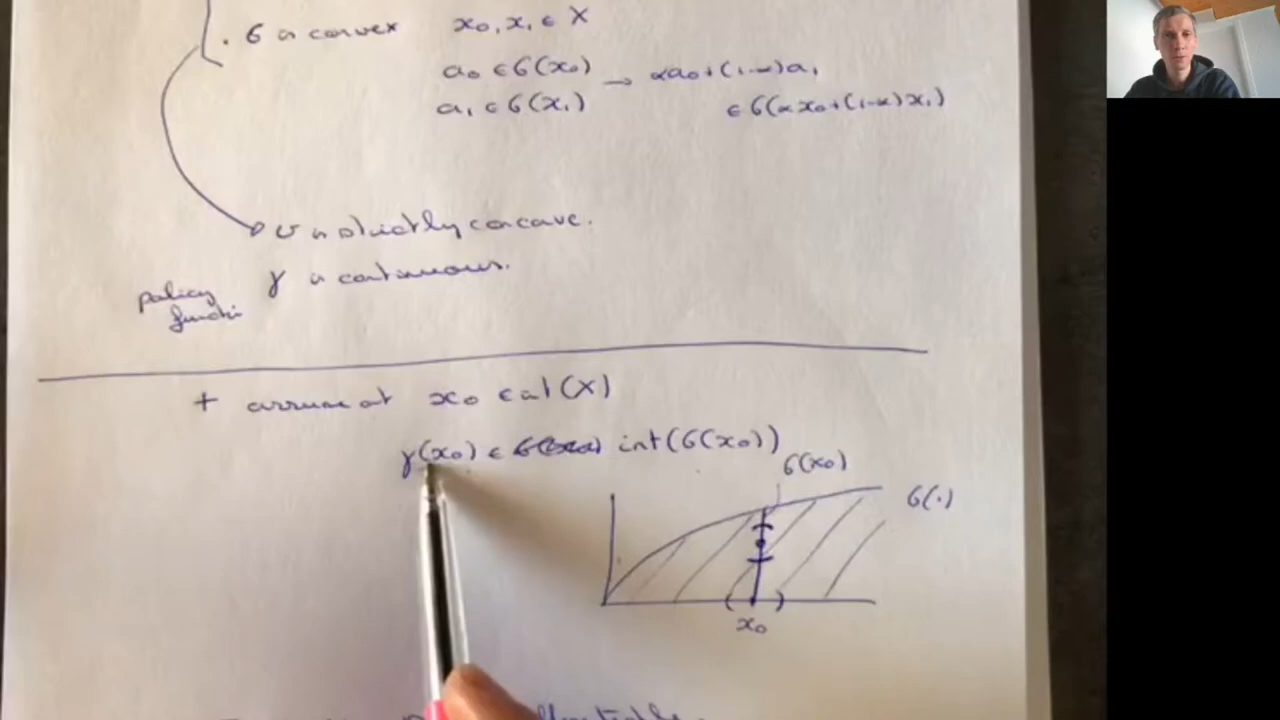 . G is convex x₀, x₁ ∈ X
a₀ ∈ G(x₀) → αa₀+(1-α)a₁
a₁ ∈ G(x₁) ∈ G(αx₀+(1-α)x₁)
v is strictly concave.
γ is continuous.
policy
functi
+ assume at x₀ ∈ int(X)
γ(x₀) ∈ int(G(x₀))
G(x₀)
G(.)
x₀